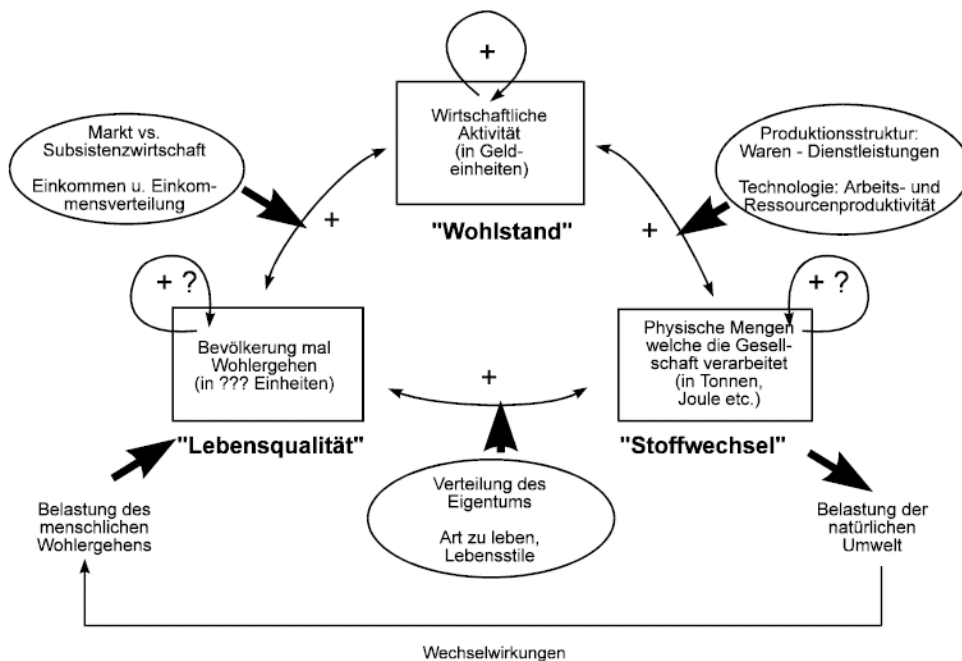 +
Wirtschaftliche
Aktivität
(in Geld-
einheiten)
"Wohlstand"
Markt vs.
Subsistenzwirtschaft
Einkommen u. Einkom-
mensverteilung
+
Produktionsstruktur:
Waren - Dienstleistungen
Technologie: Arbeits- und
Ressourcenproduktivität
+
+ ?
Bevölkerung mal
Wohlergehen
(in ??? Einheiten)
"Lebensqualität"
+
+ ?
Physische Mengen
welche die Gesell-
schaft verarbeitet
(in Tonnen,
Joule etc.)
"Stoffwechsel"
Verteilung des
Eigentums
Art zu leben,
Lebensstile
Belastung des
menschlichen
Wohlergehens
Belastung der
natürlichen
Umwelt
Wechselwirkungen